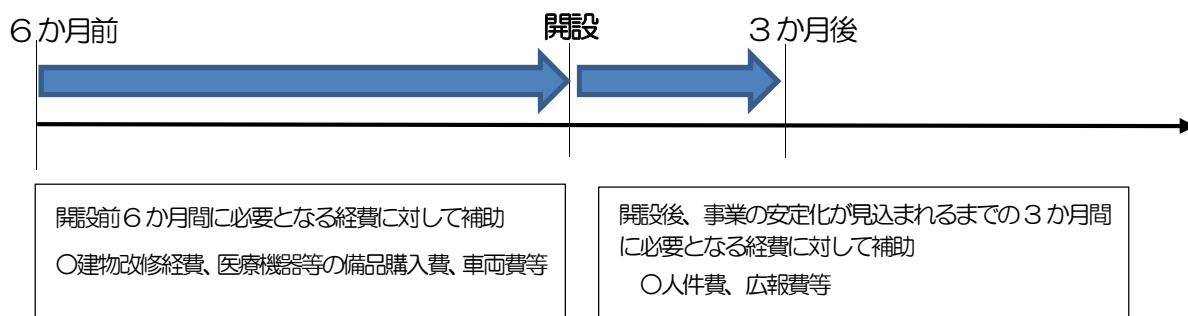 6か月前
開設
3か月後
開設前6か月間に必要となる経費に対して補助
○建物改修経費、医療機器等の備品購入費、車両費等
開設後、事業の安定化が見込まれるまでの3か月間
に必要となる経費に対して補助
○人件費、広報費等